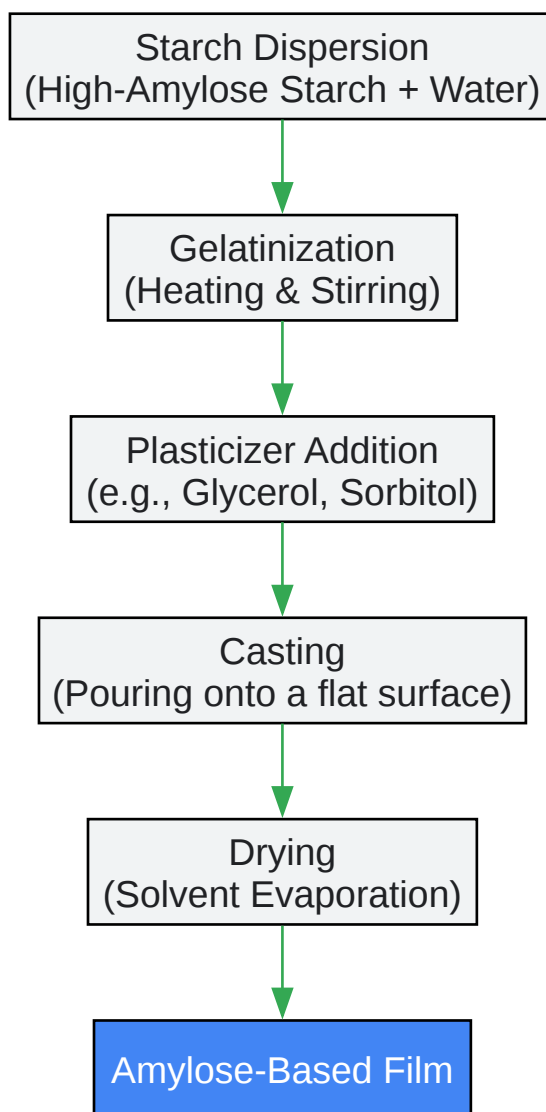 Starch Dispersion
(High-Amylose Starch + Water)
Gelatinization
(Heating & Stirring)
Plasticizer Addition
(e.g., Glycerol, Sorbitol)
Casting
(Pouring onto a flat surface)
Drying
(Solvent Evaporation)
Amylose-Based Film